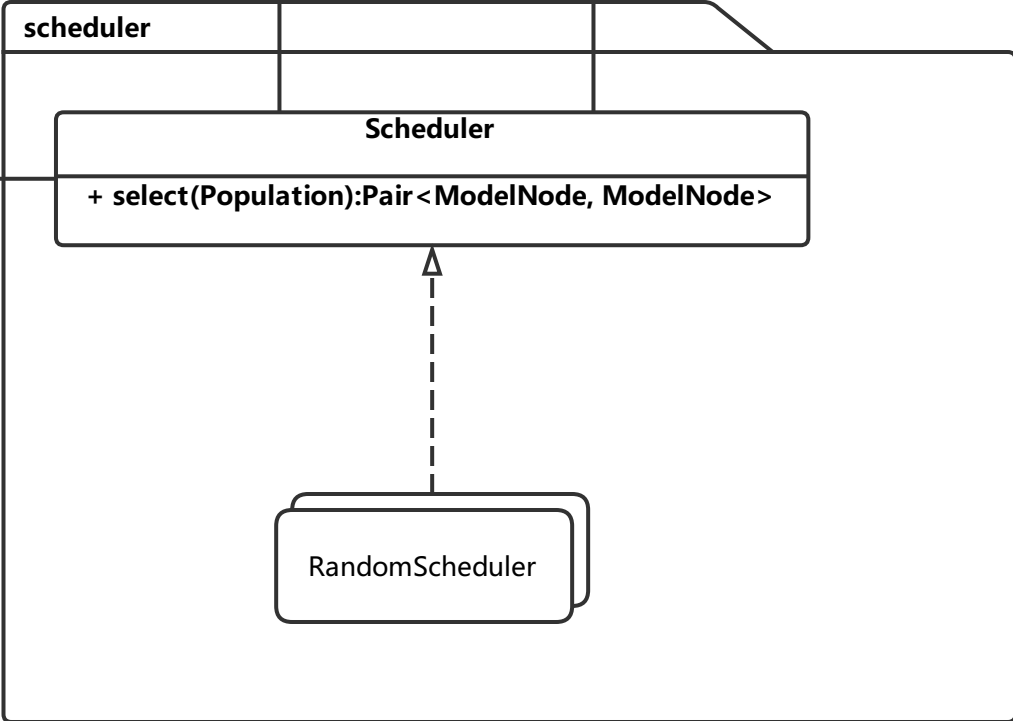 scheduler
Scheduler
+ select(Population):Pair<ModelNode, ModelNode>
RandomScheduler